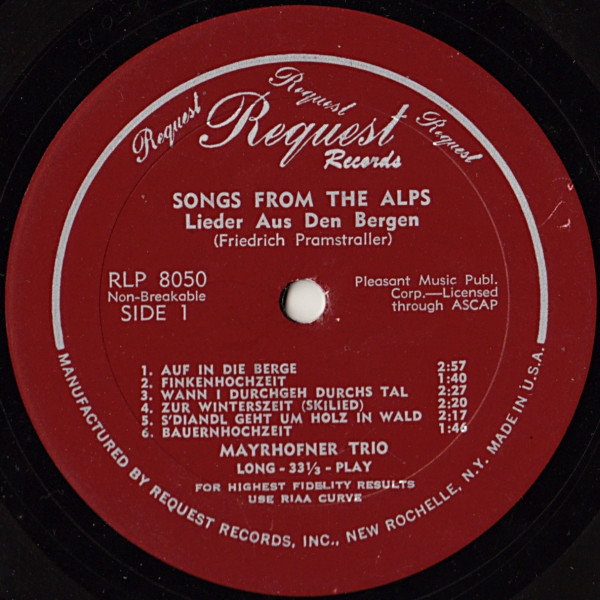 Request
Request
Request
Request
Records
SONGS FROM THE ALPS
Lieder Aus Den Bergen
(Friedrich Pramstraller)
RLP 8050
Non-Breakable
SIDE 1
Pleasant Music Publ.
Corp.—Licensed
through ASCAP
1. AUF IN DIE BERGE 2:57
2. FINKENHOCHZEIT 1:40
3. WANN I DURCHGEH DURCHS TAL 2:27
4. ZUR WINTERSZEIT (SKILIED) 2:20
5. S'DIANDL GEHT UM HOLZ IN WALD 2:17
6. BAUERNHOCHZEIT 1:46
MAYRHOFNER TRIO
LONG - 33⅓ - PLAY
FOR HIGHEST FIDELITY RESULTS
USE RIAA CURVE
MANUFACTURED BY REQUEST RECORDS, INC., NEW ROCHELLE, N.Y. MADE IN U.S.A.